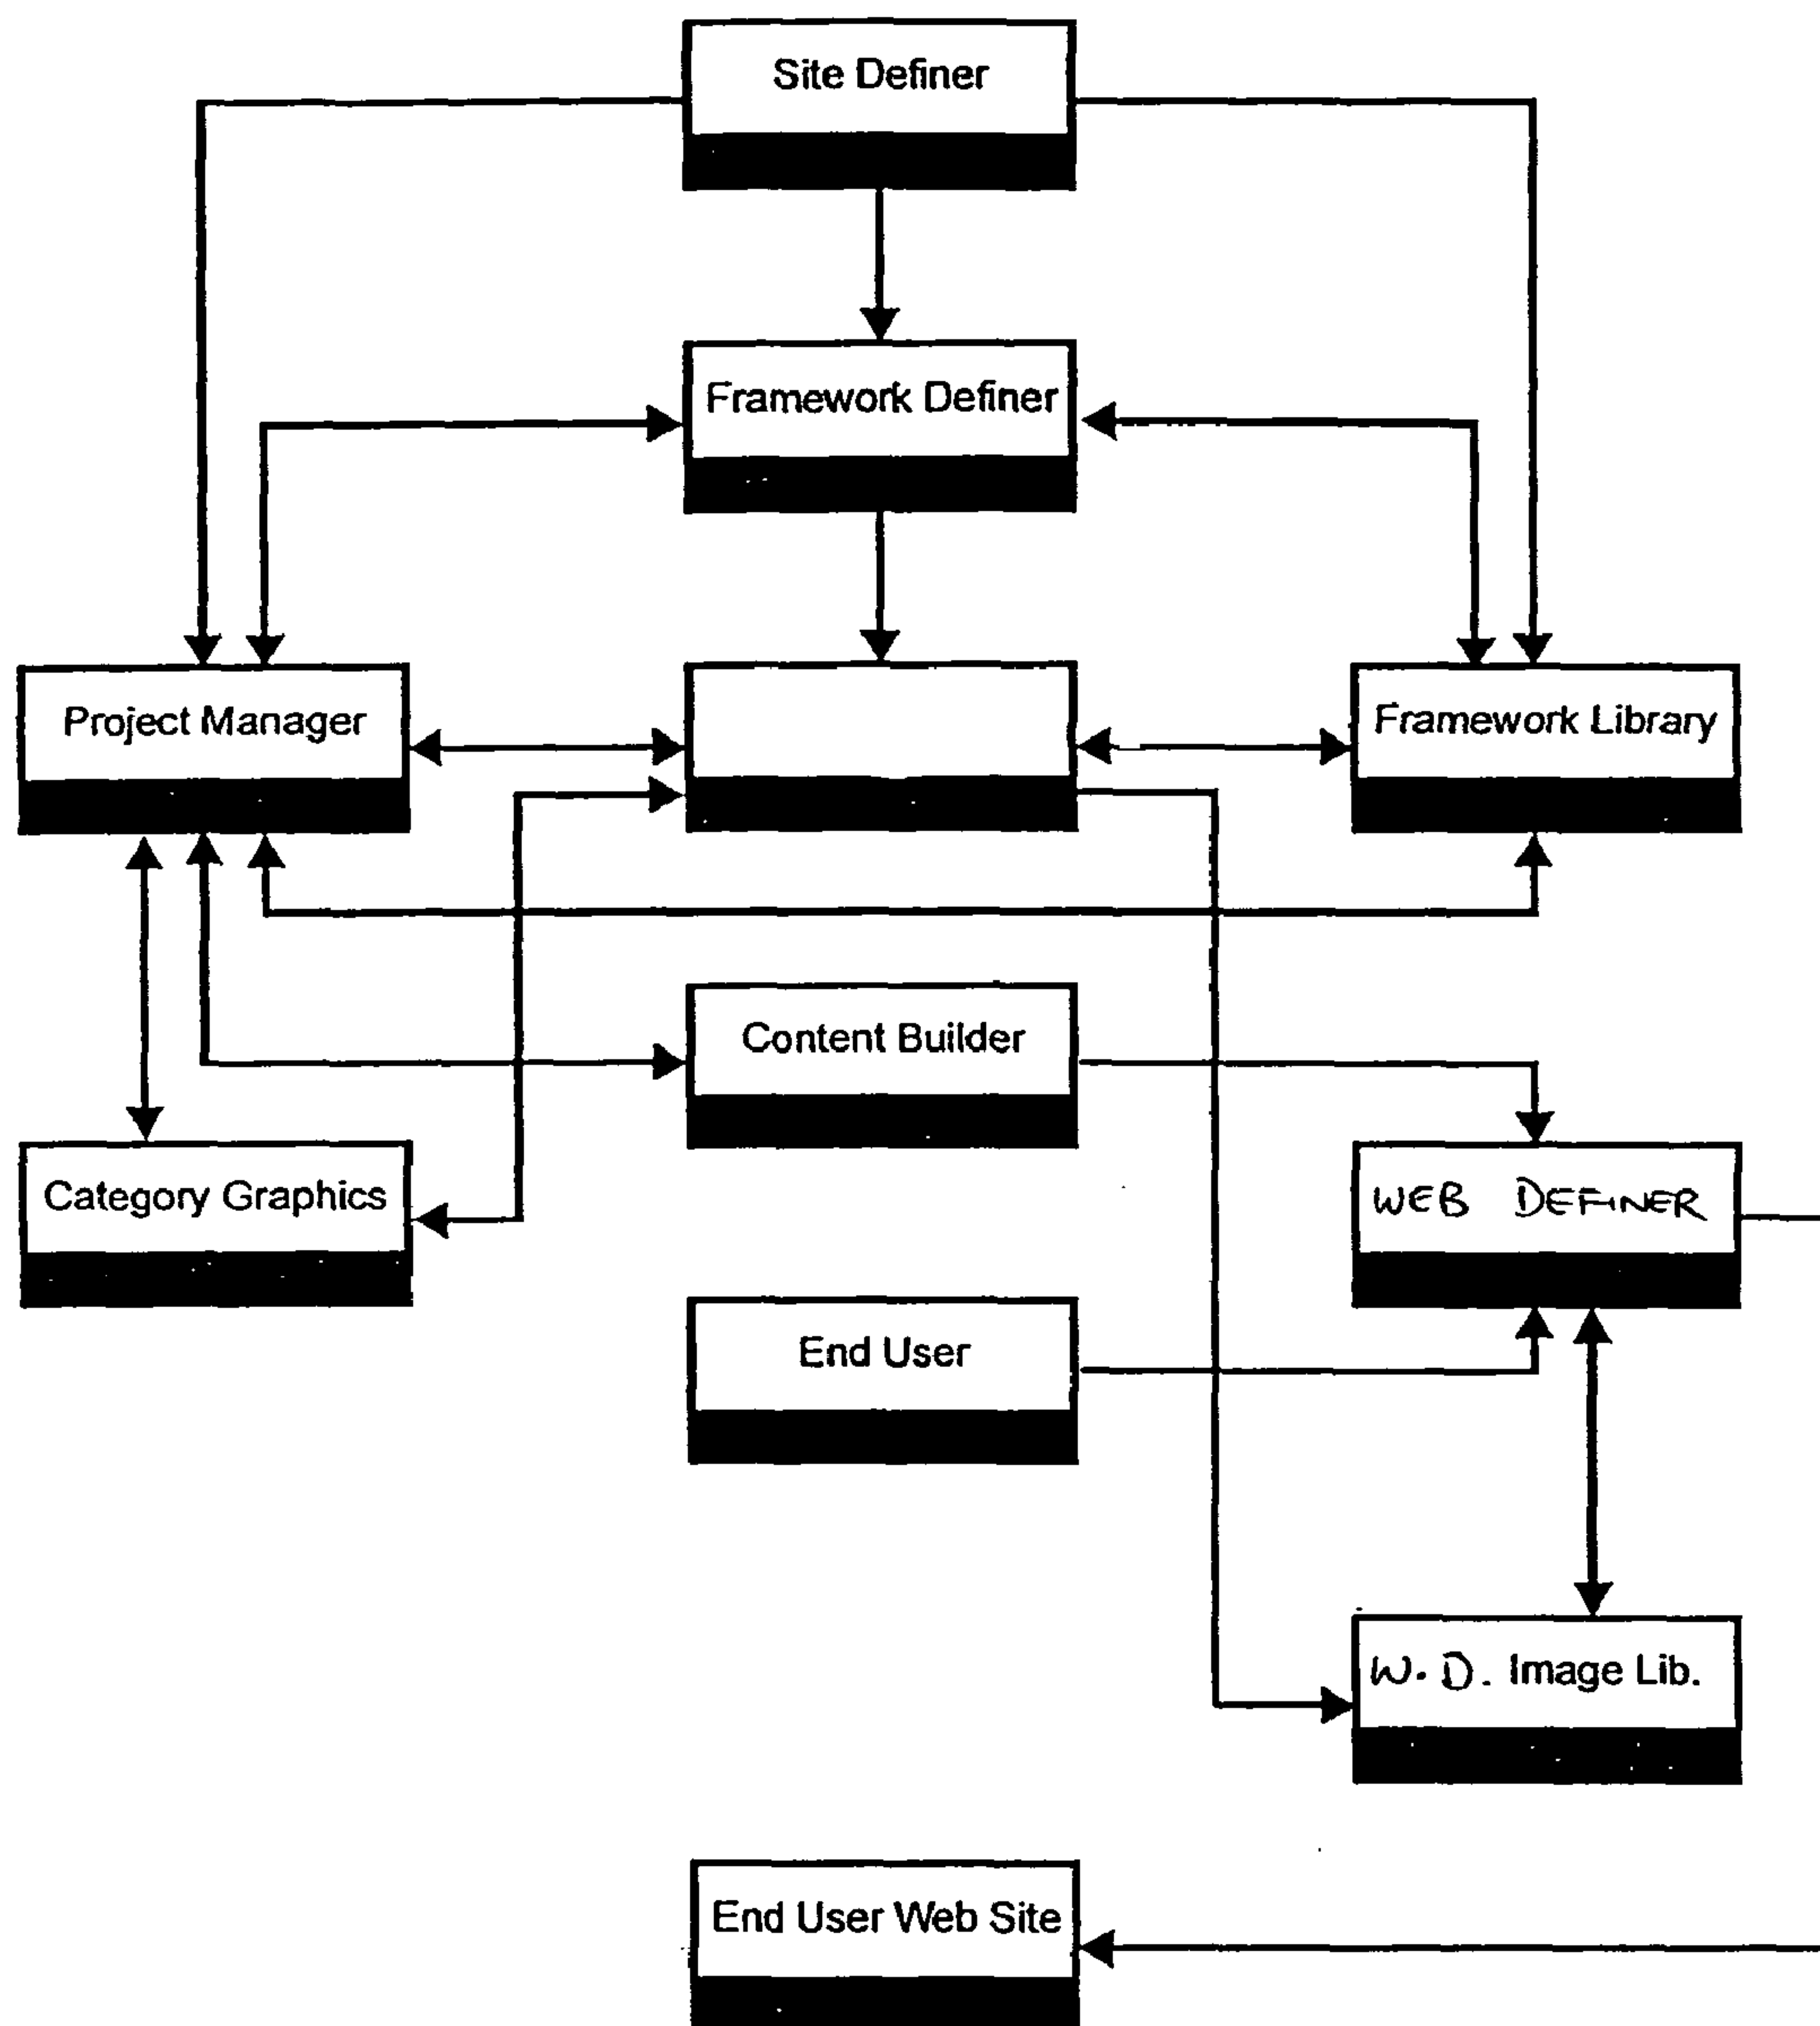 Site Definer
Framework Definer
Project Manager
Framework Library
Content Builder
Category Graphics
WEB DEFINER
End User
W.D. Image Lib.
End User Web Site